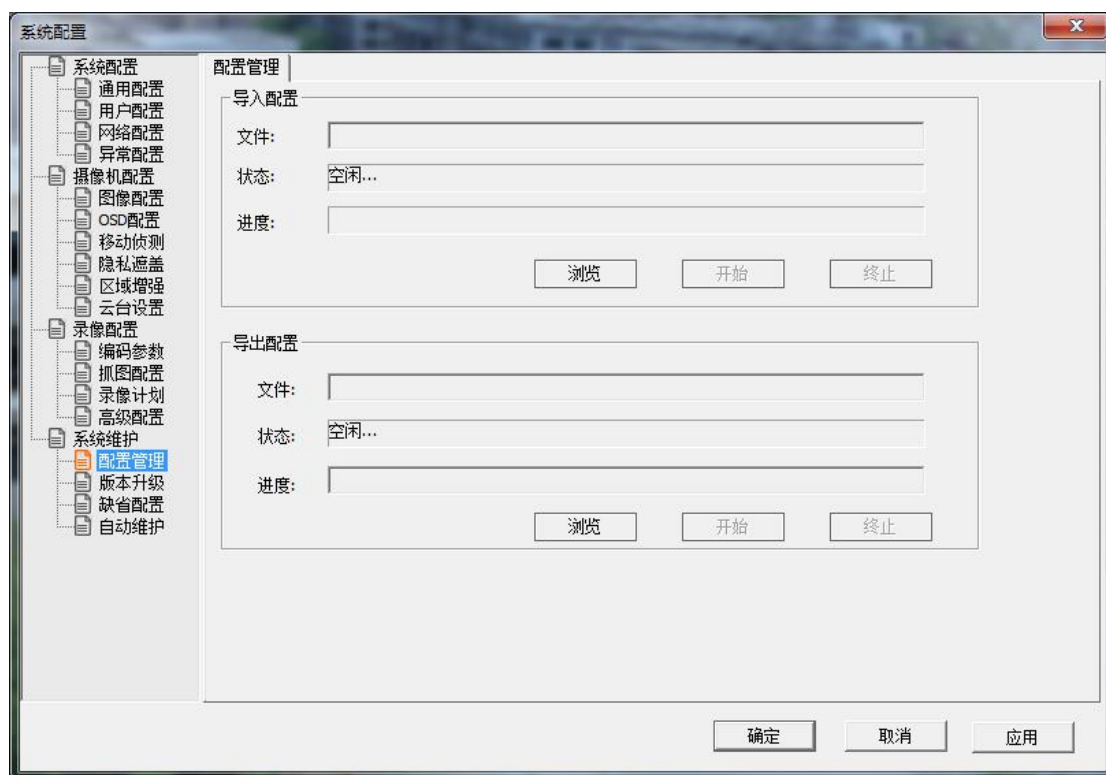 系统配置
系统配置
通用配置
用户配置
网络配置
异常配置
摄像机配置
图像配置
OSD配置
移动侦测
隐私遮盖
区域增强
云台设置
录像配置
编码参数
抓图配置
录像计划
高级配置
系统维护
配置管理
版本升级
缺省配置
自动维护
配置管理
导入配置
文件:
状态: 空闲...
进度:
浏览 开始 终止
导出配置
文件:
状态: 空闲...
进度:
浏览 开始 终止
确定 取消 应用